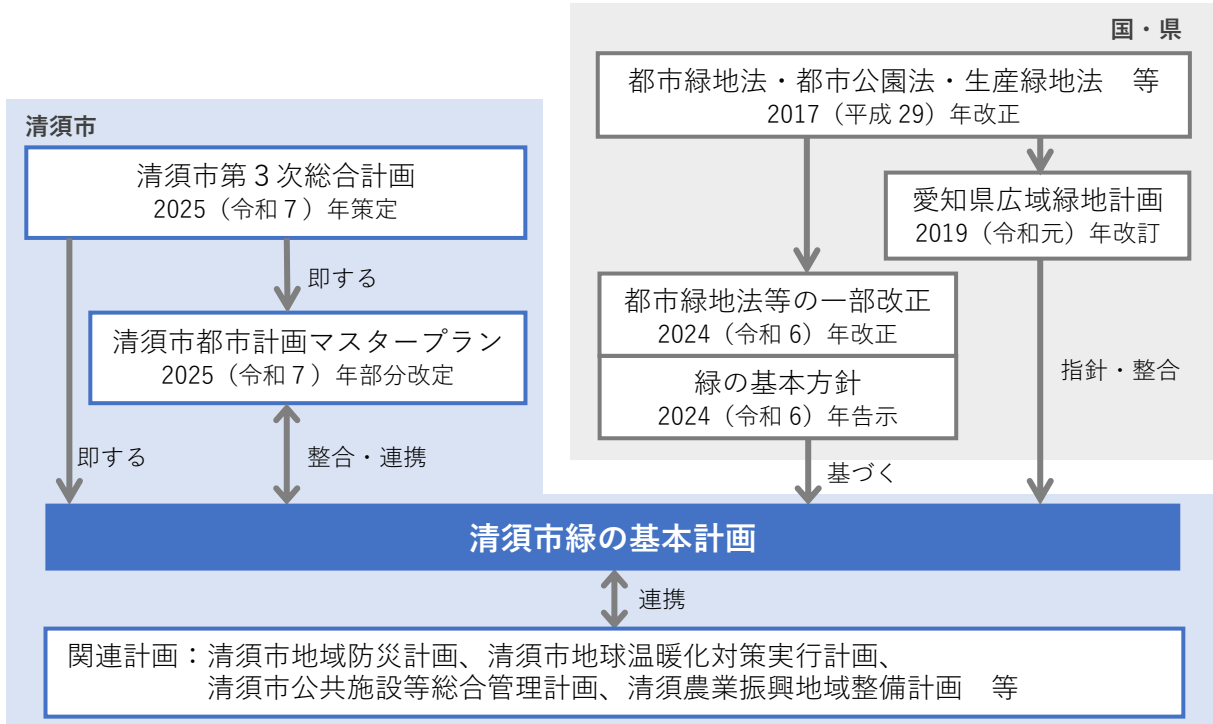 国・県
都市緑地法・都市公園法・生産緑地法　等
2017（平成 29）年改正
愛知県広域緑地計画
2019（令和元）年改訂
都市緑地法等の一部改正
2024（令和 6）年改正
緑の基本方針
2024（令和 6）年告示
指針・整合
基づく
清須市
清須市第３次総合計画
2025（令和７）年策定
即する
清須市都市計画マスタープラン
2025（令和７）年部分改定
即する
整合・連携
清須市緑の基本計画
連携
関連計画：清須市地域防災計画、清須市地球温暖化対策実行計画、
清須市公共施設等総合管理計画、清須農業振興地域整備計画　等